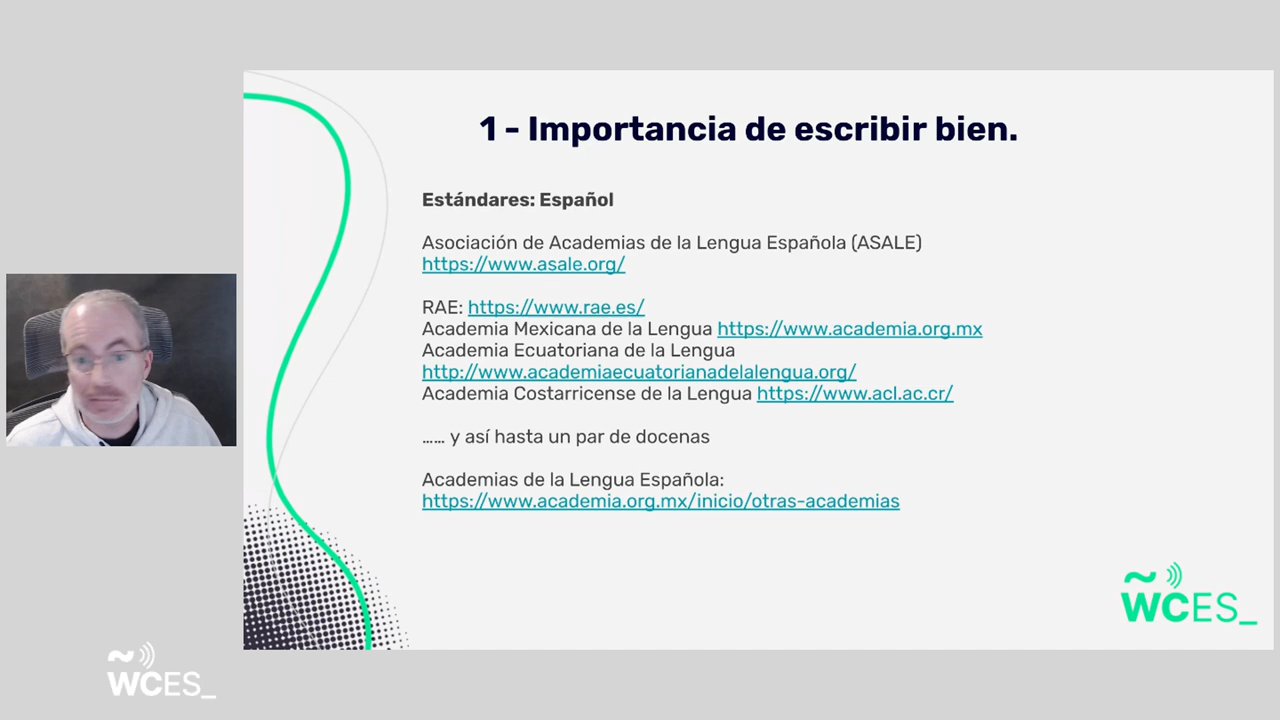 1 - Importancia de escribir bien.
Estándares: Español
Asociación de Academias de la Lengua Española (ASALE)
https://www.asale.org/
RAE: https://www.rae.es/
Academia Mexicana de la Lengua https://www.academia.org.mx
Academia Ecuatoriana de la Lengua
http://www.academiaecuatorianadelalengua.org/
Academia Costarricense de la Lengua https://www.acl.ac.cr/
…… y así hasta un par de docenas
Academias de la Lengua Española:
https://www.academia.org.mx/inicio/otras-academias
WCES_
WCES_